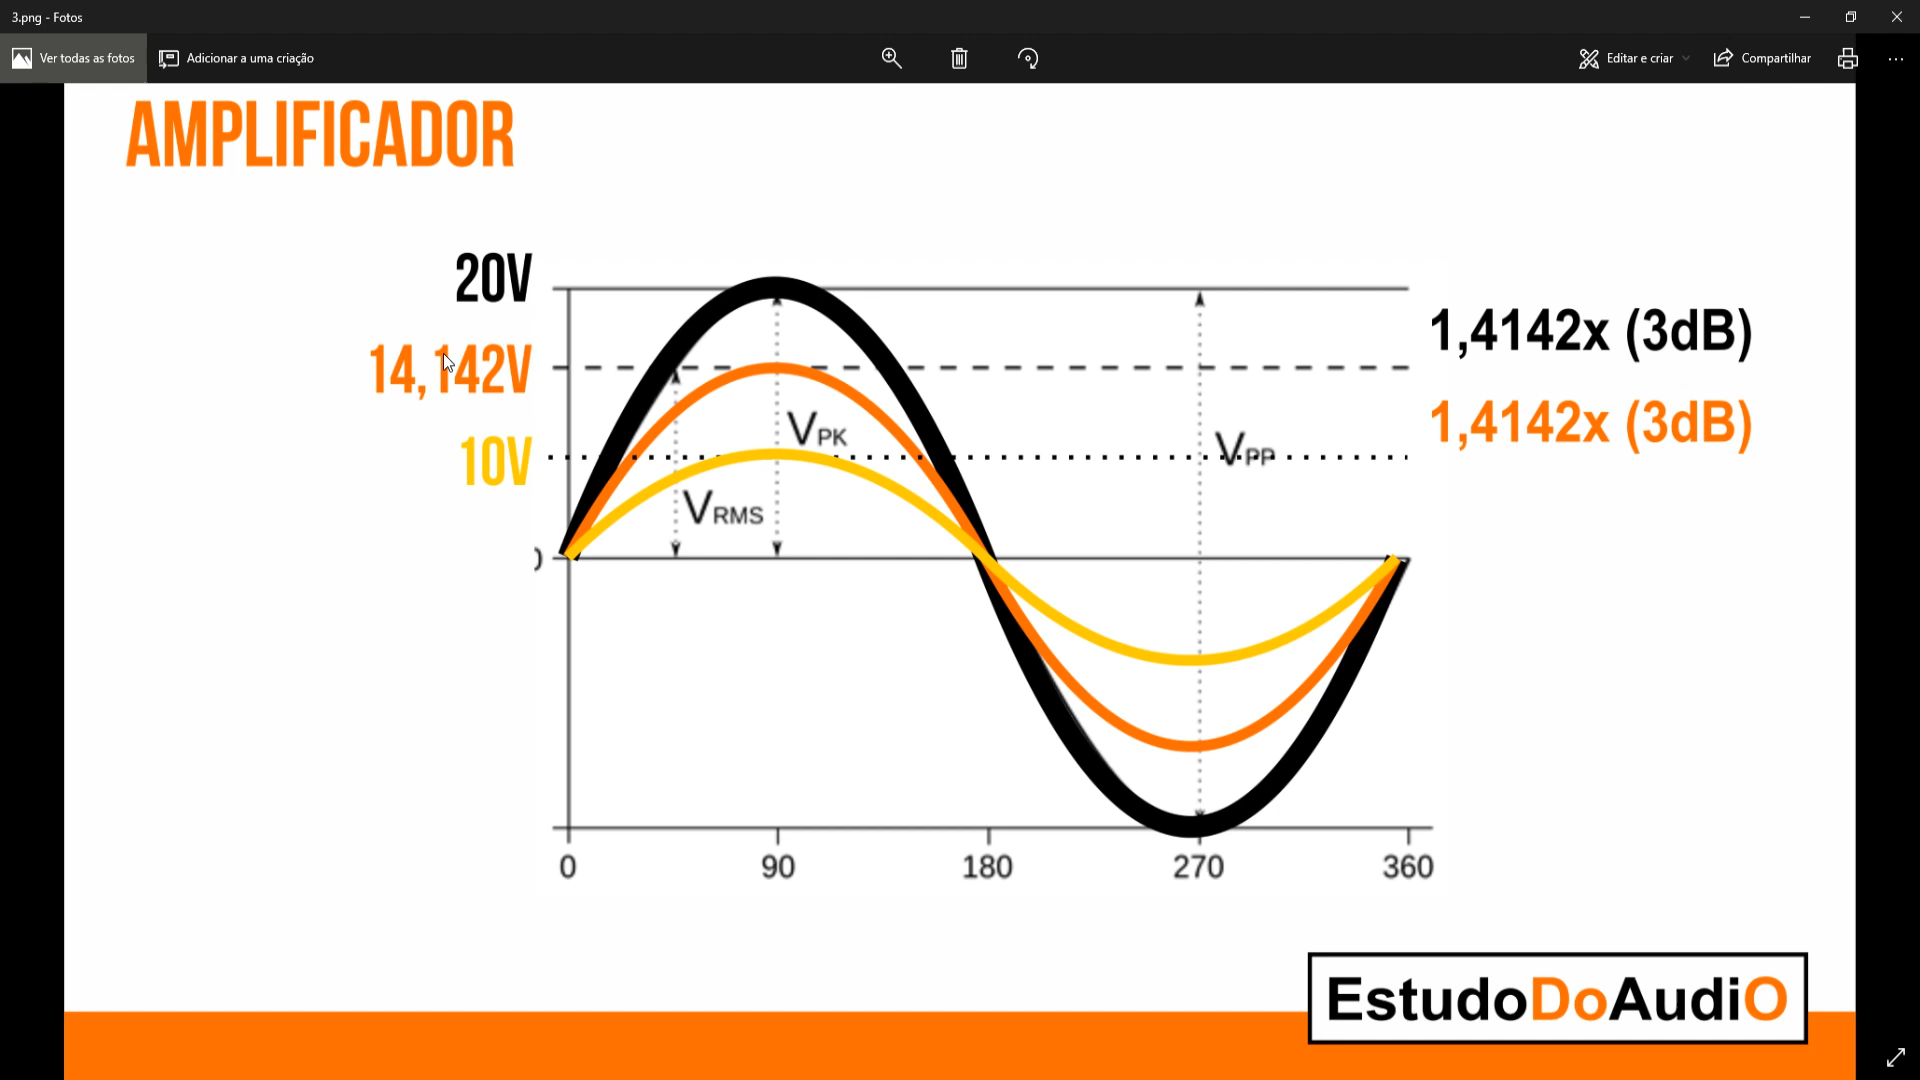 3.png - Fotos
Ver todas as fotos
Adicionar a uma criação
Editar e criar
Compartilhar
AMPLIFICADOR
20V
1,4142x (3dB)
14,142V
1,4142x (3dB)
VPK
10V
VPP
VRMS
0
0 90 180 270 360
EstudoDoAudiO